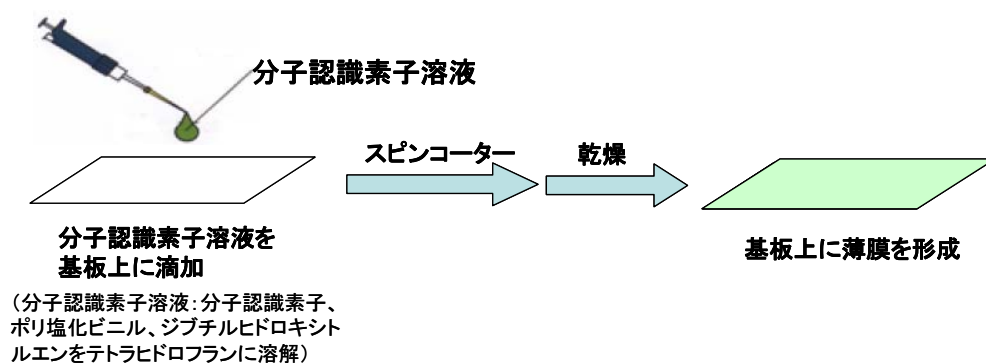 分子認識素子溶液
スピンコーター
乾燥
分子認識素子溶液を
基板上に滴加
基板上に薄膜を形成
（分子認識素子溶液：分子認識素子、
ポリ塩化ビニル、ジブチルヒドロキシト
ルエンをテトラヒドロフランに溶解）